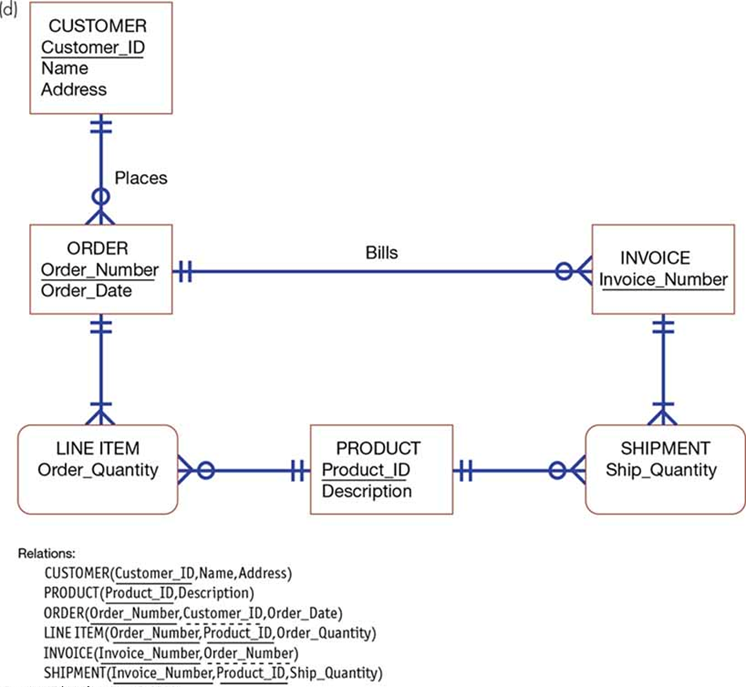 (d)
CUSTOMER
Customer_ID
Name
Address
Places
ORDER
Order_Number
Order_Date
Bills
INVOICE
Invoice_Number
LINE ITEM
Order_Quantity
PRODUCT
Product_ID
Description
SHIPMENT
Ship_Quantity
Relations:
CUSTOMER(Customer_ID,Name,Address)
PRODUCT(Product_ID,Description)
ORDER(Order_Number,Customer_ID,Order_Date)
LINE ITEM(Order_Number,Product_ID,Order_Quantity)
INVOICE(Invoice_Number,Order_Number)
SHIPMENT(Invoice_Number,Product_ID,Ship_Quantity)